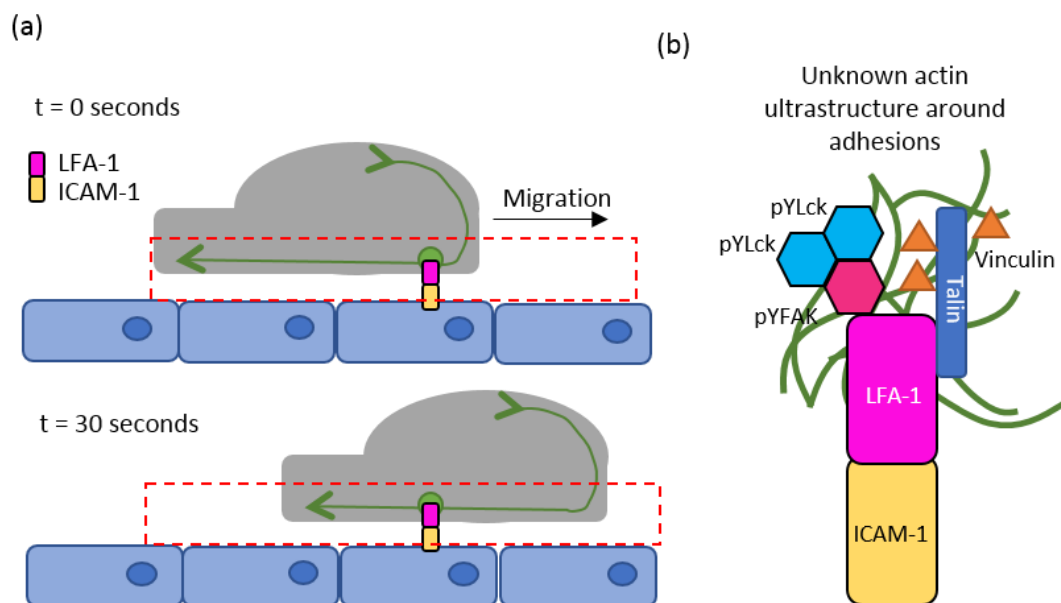 (a)
t = 0 seconds
LFA-1
ICAM-1
Migration
t = 30 seconds
(b)
Unknown actin
ultrastructure around
adhesions
pYLck
pYLck
Vinculin
Talin
pYFAK
LFA-1
ICAM-1